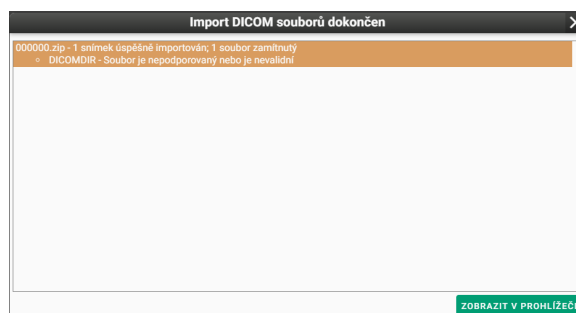 Import DICOM souborů dokončen
000000.zip - 1 snímek úspěšně importován; 1 soubor zamítnutý
DICOMDIR - Soubor je nepodporovaný nebo je nevalidní
ZOBRAZIT V PROHLÍŽEČI